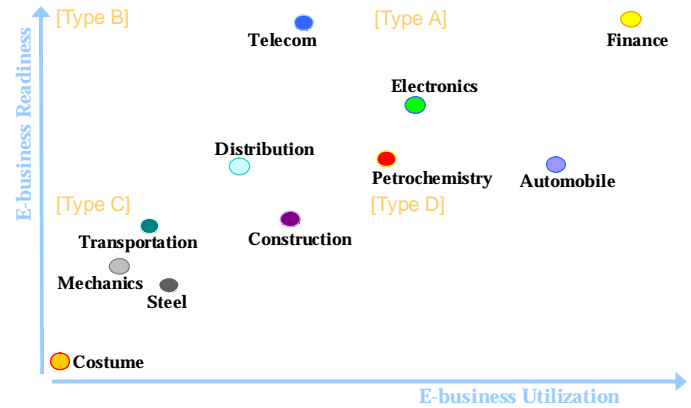 [Type B]
[Type A]
Telecom
Finance
Electronics
E-business Readiness
Distribution
Petrochemistry
Automobile
[Type C]
[Type D]
Transportation
Construction
Mechanics
Steel
Costume
E-business Utilization